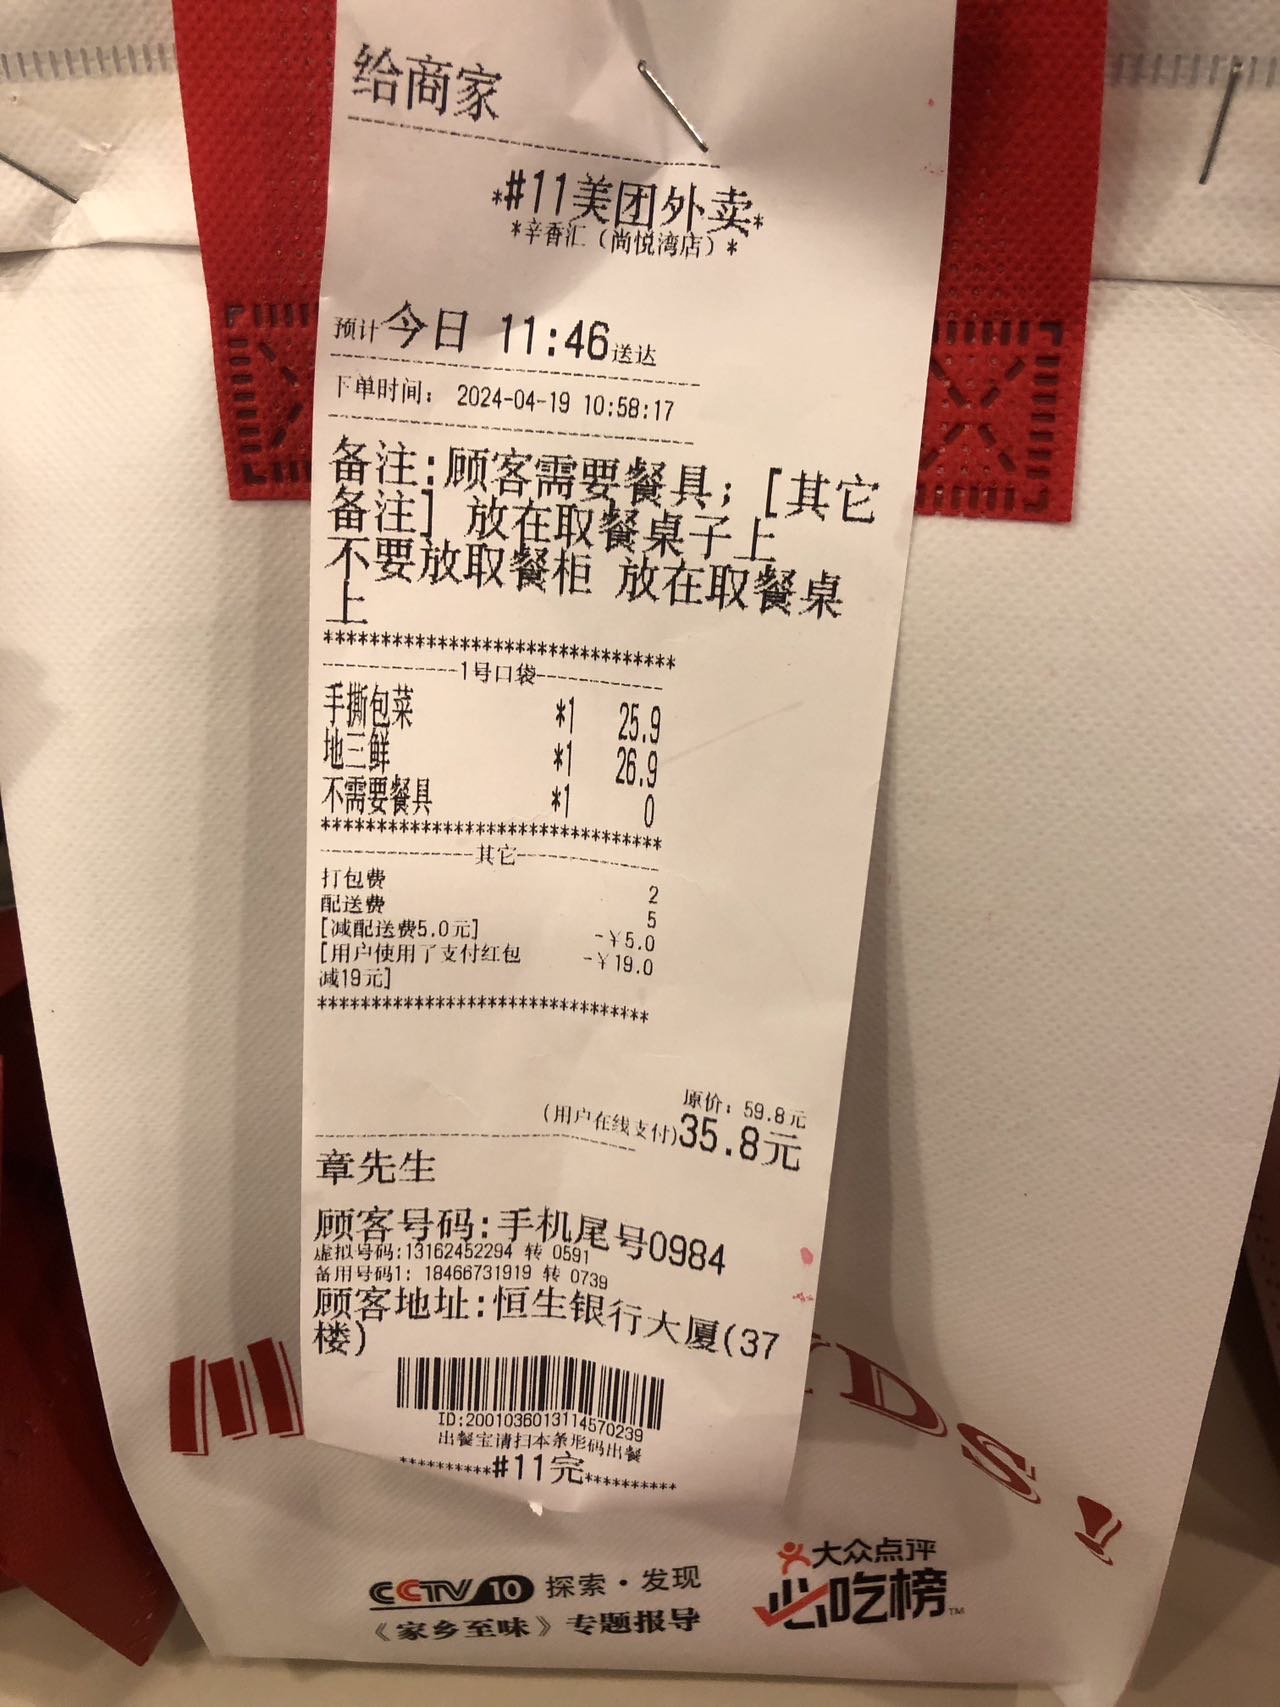 给商家
*#11美团外卖*
*辛香汇（尚悦湾店）*
预计今日 11:46送达
下单时间： 2024-04-19 10:58:17
备注:顾客需要餐具; [其它
备注] 放在取餐桌子上
不要放取餐柜 放在取餐桌
上
********************************
------------1号口袋------------
手撕包菜 *1 25.9
地三鲜 *1 26.9
不需要餐具 *1 0
********************************
--------------其它--------------
打包费 2
配送费 5
[减配送费5.0元] -￥5.0
[用户使用了支付红包 -￥19.0
减19元]
********************************
原价：59.8元
(用户在线支付)35.8元
章先生
顾客号码:手机尾号0984
虚拟号码:13162452294 转 0591
备用号码1: 18466731919 转 0739
顾客地址:恒生银行大厦(37
楼)
ID:200103601311457023​9
出餐宝请扫本条形码出餐
**********#11完**********
DS!
大众点评
必吃榜™
CCTV 10 探索·发现
《家乡至味》专题报导